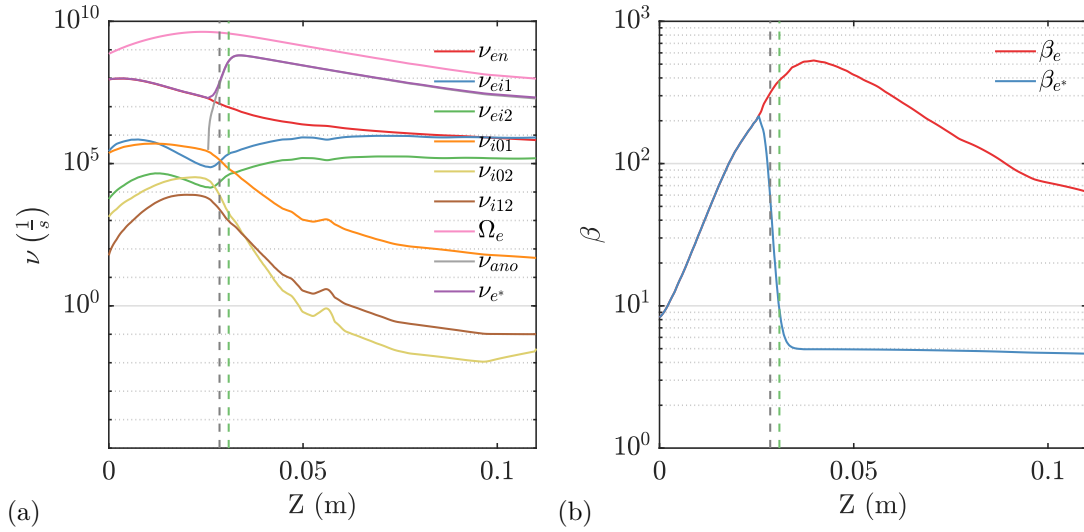 10^10
10^5
10^0
ν (1/s)
0
0.05
0.1
Z (m)
(a)
ν_en
ν_ei1
ν_ei2
ν_i01
ν_i02
ν_i12
Ω_e
ν_ano
ν_e*
10^3
10^2
10^1
10^0
β
0
0.05
0.1
Z (m)
(b)
β_e
β_e*